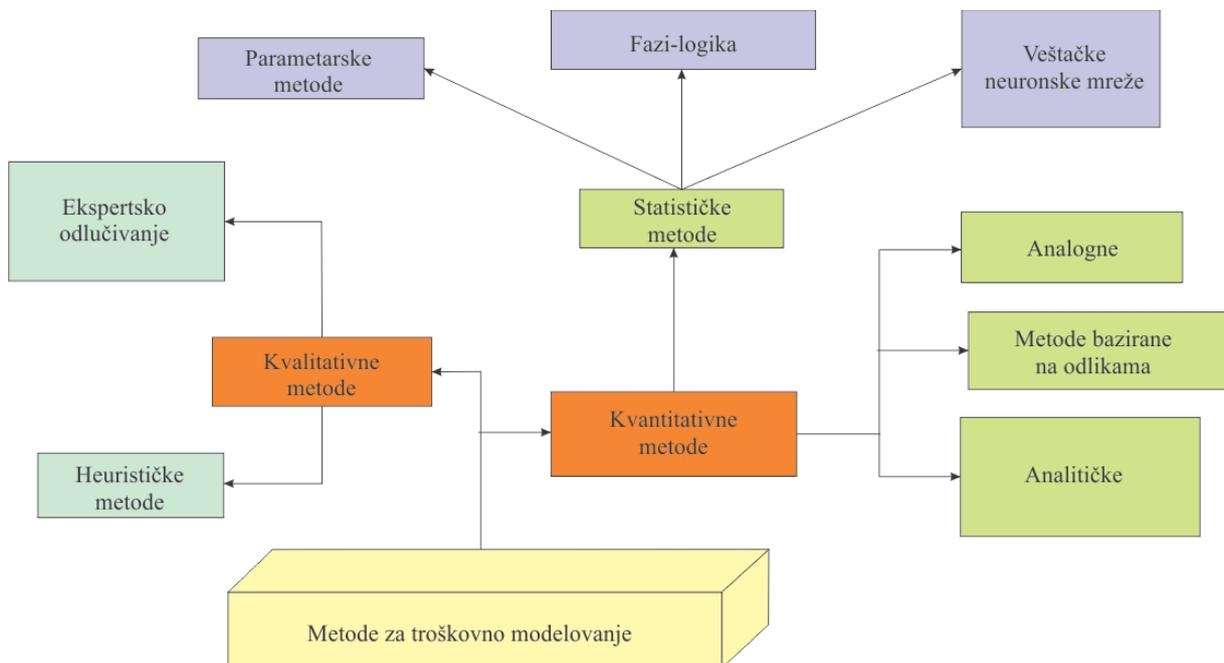 Parametarske
metode
Fazi-logika
Veštačke
neuronske mreže
Ekspertsko
odlučivanje
Statističke
metode
Analogne
Metode bazirane
na odlikama
Kvalitativne
metode
Kvantitativne
metode
Heurističke
metode
Analitičke
Metode za troškovno modelovanje